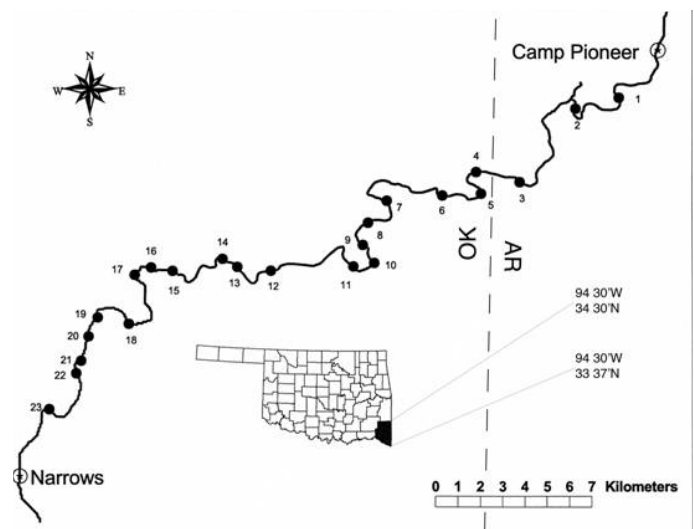 Camp Pioneer
N
W E
S
1
2
3
4
5
6
7
8
9
10
11
12
13
14
15
16
17
18
19
20
21
22
23
OK
AR
94 30'W
34 30'N
94 30'W
33 37'N
Narrows
0 1 2 3 4 5 6 7 Kilometers